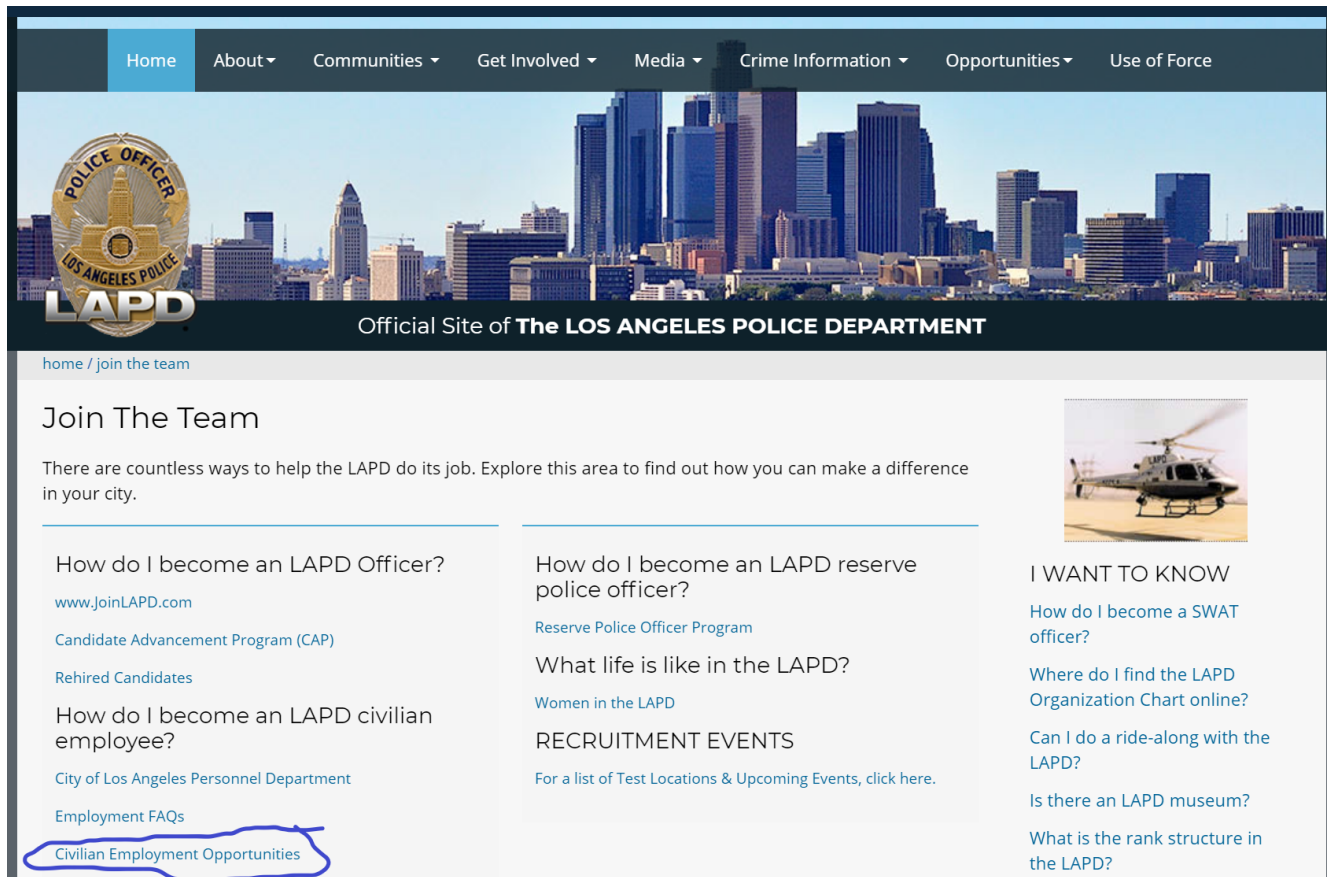 Home About Communities Get Involved Media Crime Information Opportunities Use of Force
POLICE OFFICER
LOS ANGELES POLICE
LAPD
Official Site of The LOS ANGELES POLICE DEPARTMENT
home / join the team
Join The Team
There are countless ways to help the LAPD do its job. Explore this area to find out how you can make a difference
in your city.
How do I become an LAPD Officer?
www.JoinLAPD.com
Candidate Advancement Program (CAP)
Rehired Candidates
How do I become an LAPD civilian
employee?
City of Los Angeles Personnel Department
Employment FAQs
Civilian Employment Opportunities
How do I become an LAPD reserve
police officer?
Reserve Police Officer Program
What life is like in the LAPD?
Women in the LAPD
RECRUITMENT EVENTS
For a list of Test Locations & Upcoming Events, click here.
LAPD
I WANT TO KNOW
How do I become a SWAT
officer?
Where do I find the LAPD
Organization Chart online?
Can I do a ride-along with the
LAPD?
Is there an LAPD museum?
What is the rank structure in
the LAPD?